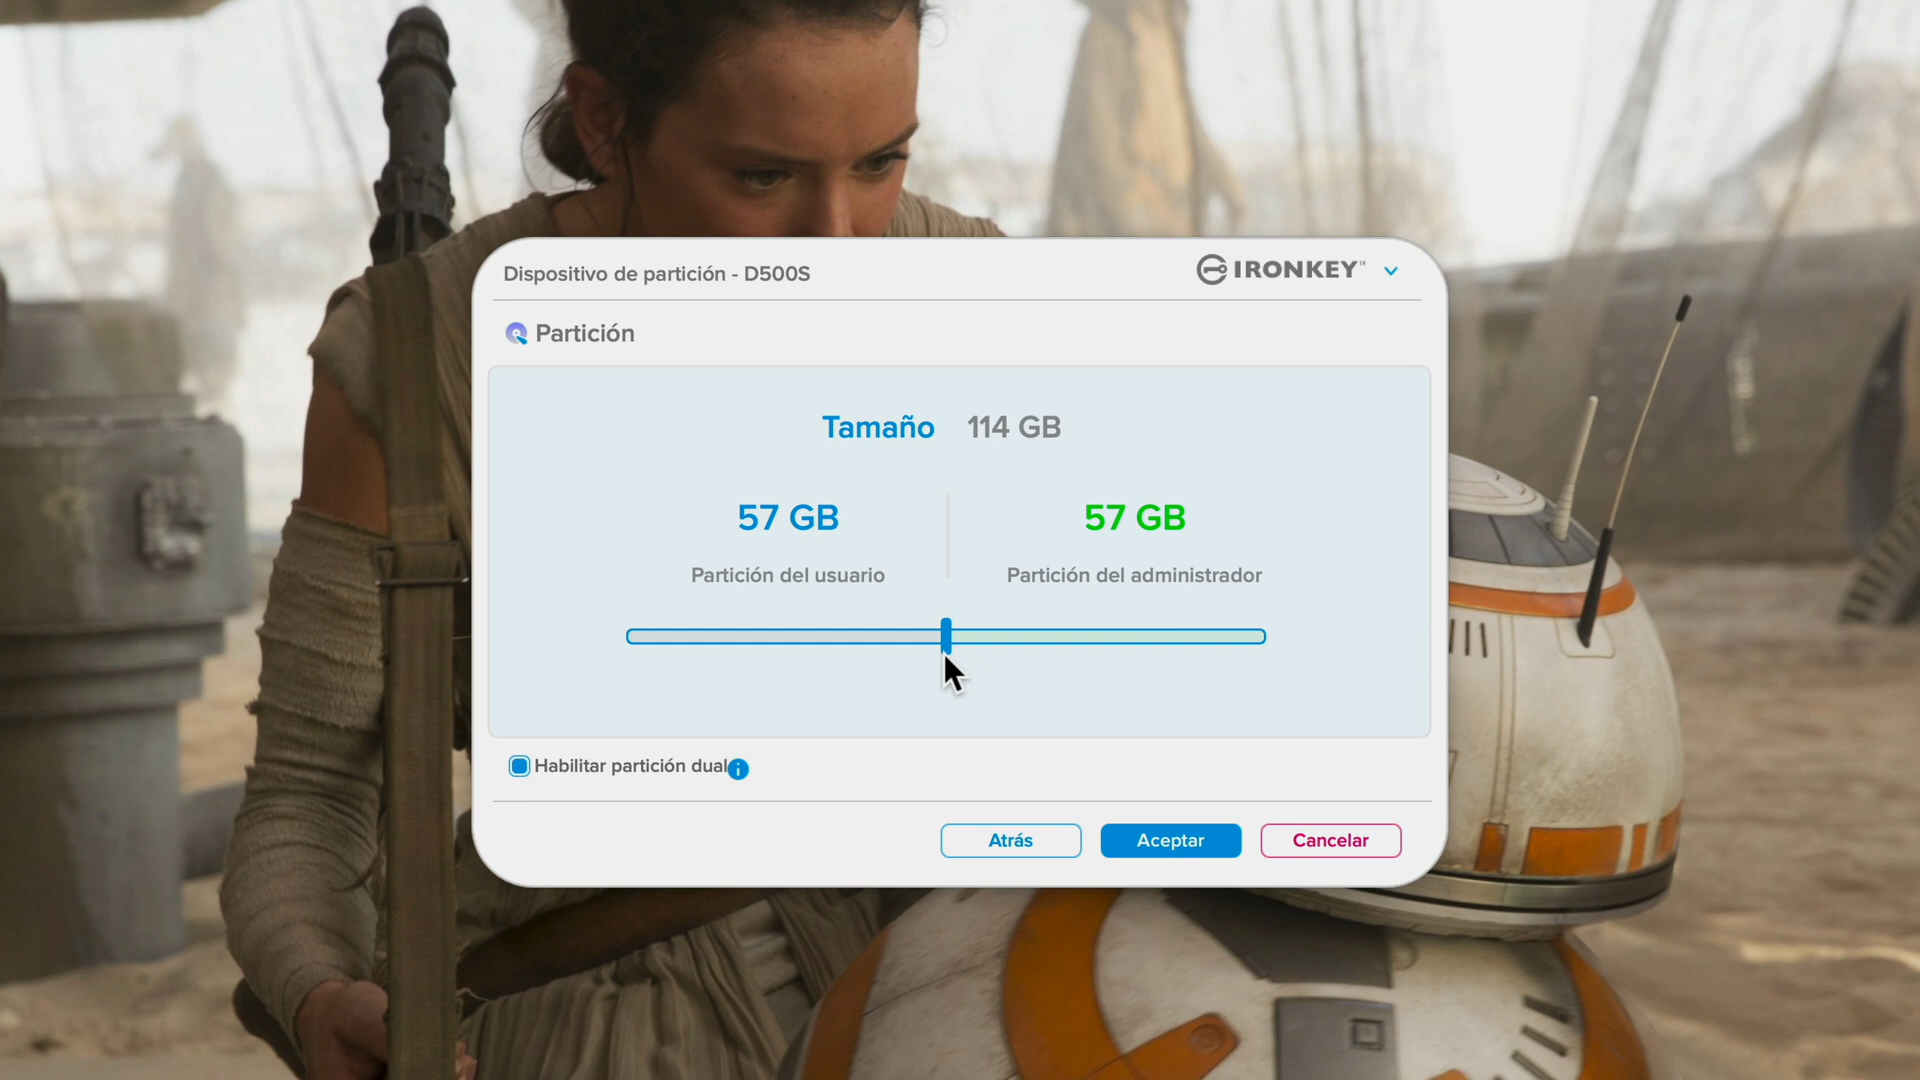 Dispositivo de partición - D500S
IRONKEY™
Partición
Tamaño 114 GB
57 GB
57 GB
Partición del usuario
Partición del administrador
Habilitar partición dual
Atrás
Aceptar
Cancelar